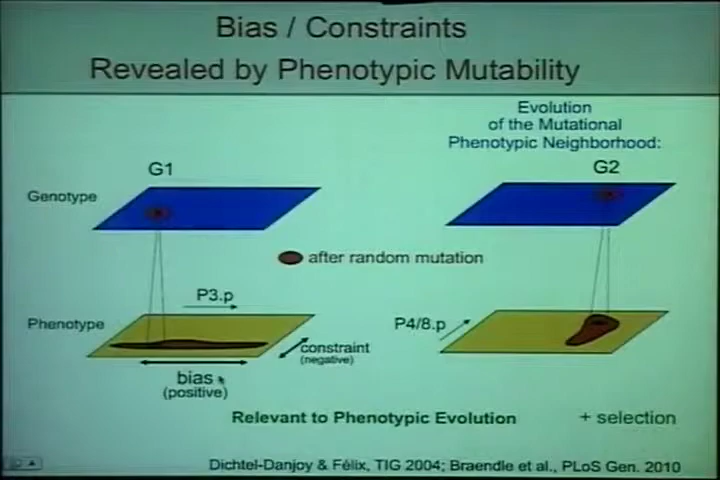 Bias / Constraints
Revealed by Phenotypic Mutability
Evolution
of the Mutational
Phenotypic Neighborhood:
G1
G2
Genotype
after random mutation
P3.p
Phenotype
P4/8.p
constraint
(negative)
bias
(positive)
Relevant to Phenotypic Evolution
+ selection
Dichtel-Danjoy & Félix, TIG 2004; Braendle et al., PLoS Gen. 2010